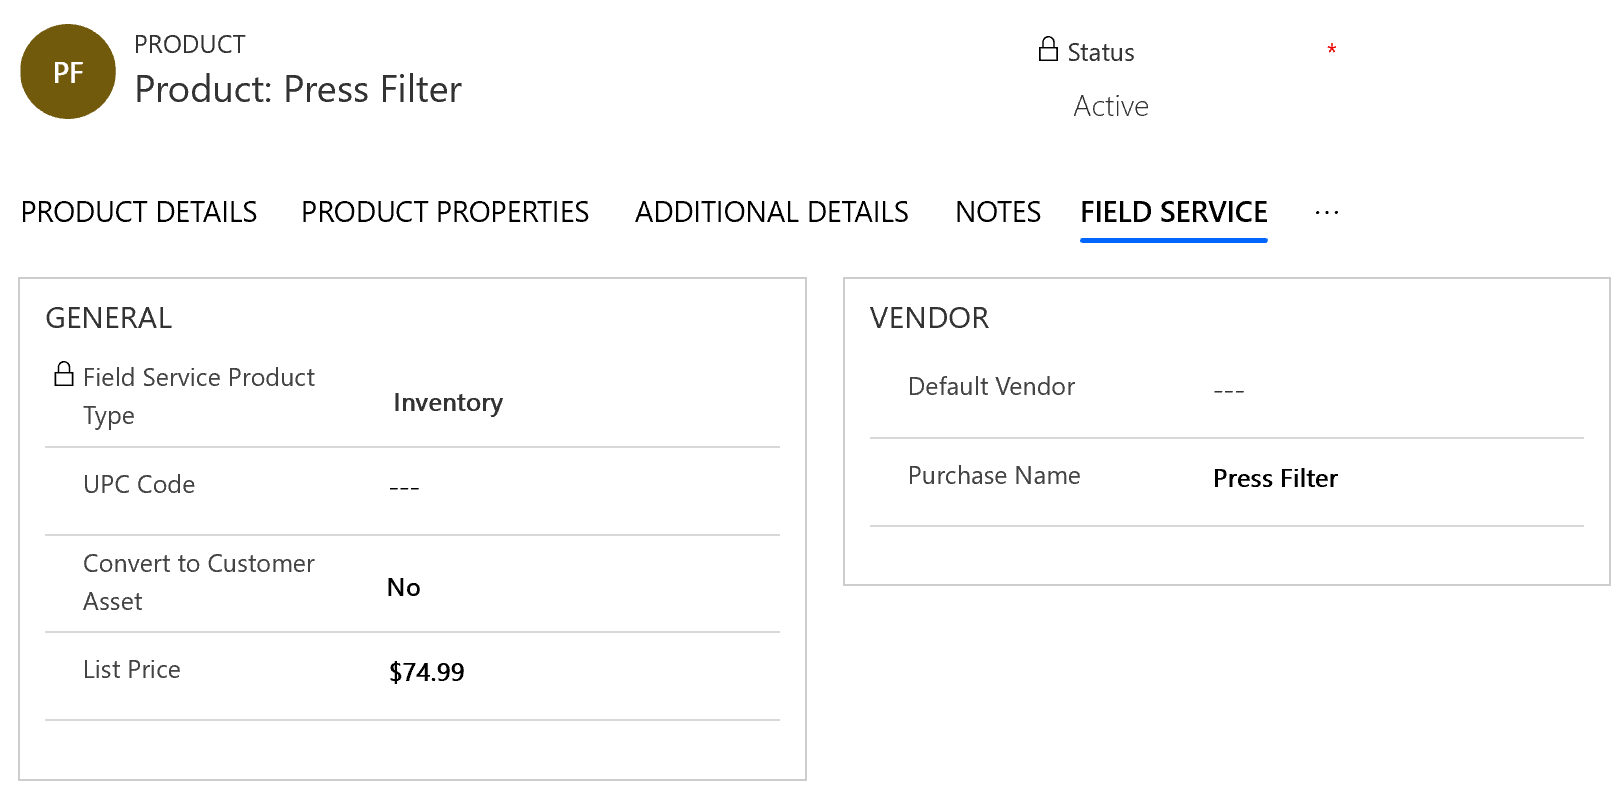 PF
PRODUCT
Product: Press Filter
Status *
Active
PRODUCT DETAILS PRODUCT PROPERTIES ADDITIONAL DETAILS NOTES FIELD SERVICE ...
GENERAL
Field Service Product
Type
Inventory
UPC Code ---
Convert to Customer
Asset
No
List Price $74.99
VENDOR
Default Vendor ---
Purchase Name Press Filter